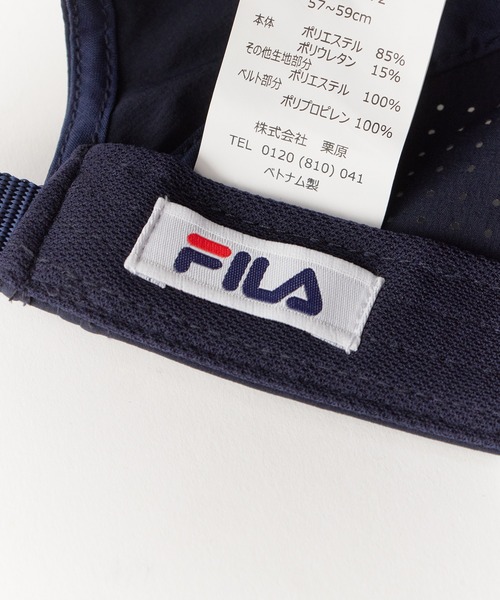 57~59cm
本体 ポリエステル 85%
ポリウレタン 15%
その他生地部分
ポリエステル 100%
ベルト部分
ポリプロピレン 100%
株式会社 栗原
TEL 0120 (810) 041
ベトナム製
FILA